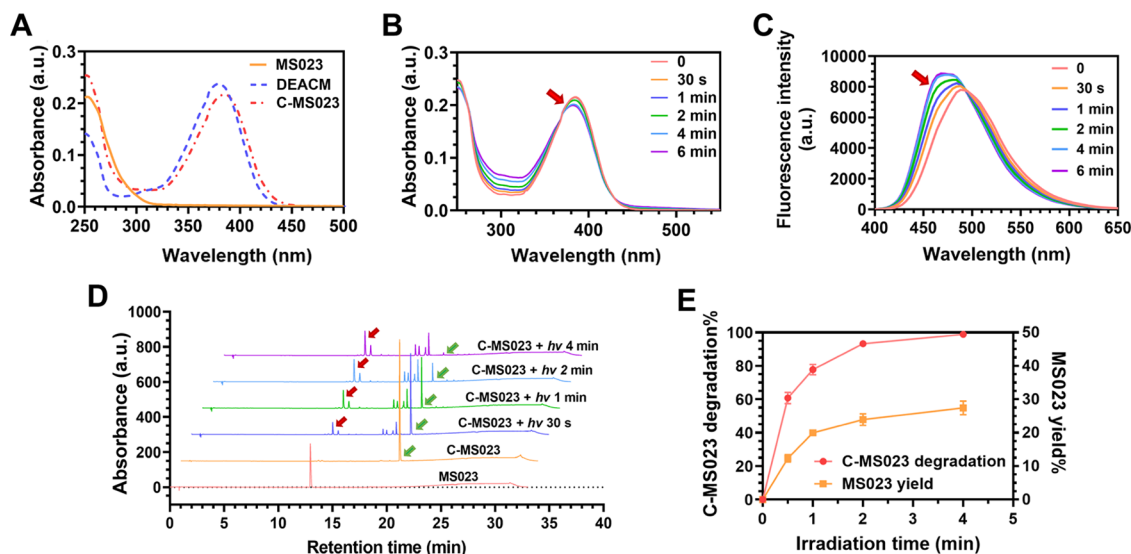 A
Absorbance (a.u.)
0.3
0.2
0.1
0.0
250 300 350 400 450 500
Wavelength (nm)
MS023
DEACM
C-MS023
B
Absorbance (a.u.)
0.3
0.2
0.1
0.0
300 400 500
Wavelength (nm)
0
30 s
1 min
2 min
4 min
6 min
C
Fluorescence intensity
(a.u.)
10000
8000
6000
4000
2000
0
400 450 500 550 600 650
Wavelength (nm)
0
30 s
1 min
2 min
4 min
6 min
D
Absorbance (a.u.)
1000
800
600
400
200
0
C-MS023 + hv 4 min
C-MS023 + hv 2 min
C-MS023 + hv 1 min
C-MS023 + hv 30 s
C-MS023
MS023
0 5 10 15 20 25 30 35 40
Retention time (min)
E
C-MS023 degradation%
100
80
60
40
20
0
C-MS023 degradation
MS023 yield
50
40
30
20
10
0
MS023 yield%
0 1 2 3 4 5
Irradiation time (min)